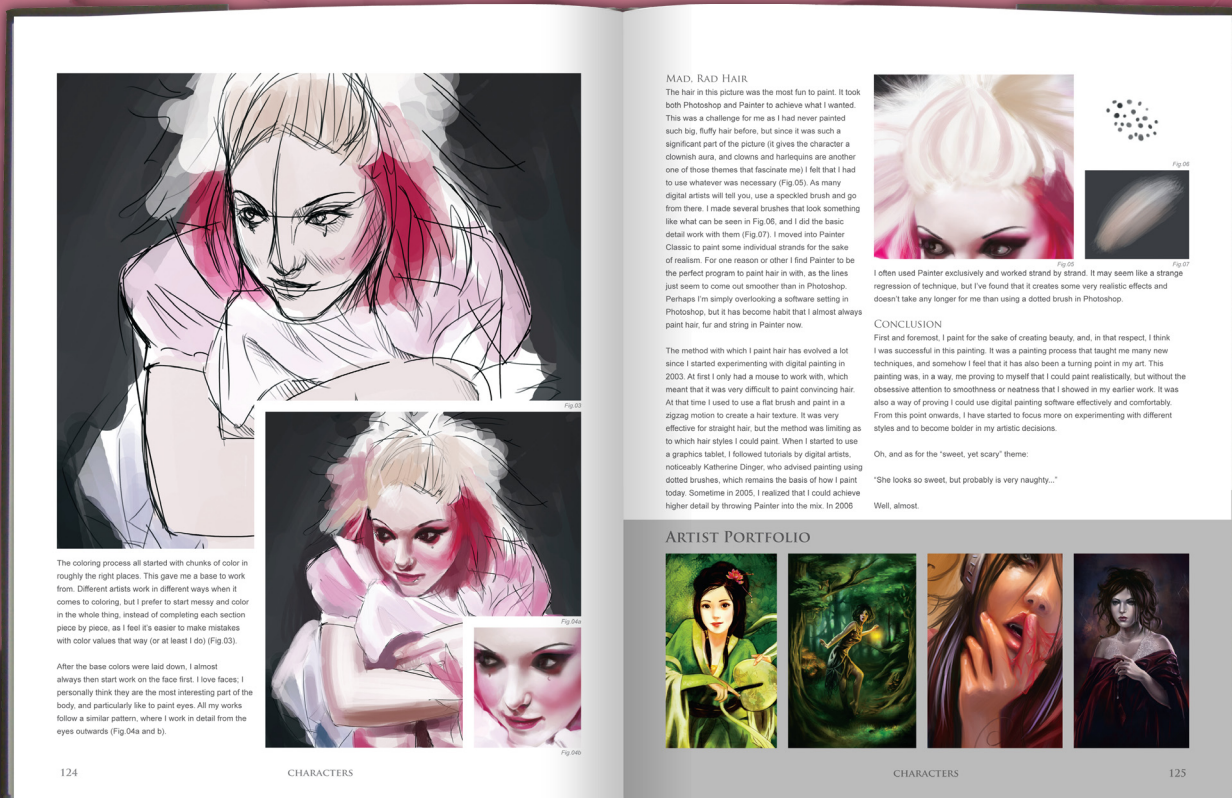 Fig.03
Fig.04a
Fig.04b
The coloring process all started with chunks of color in
roughly the right places. This gave me a base to work
from. Different artists work in different ways when it
comes to coloring, but I prefer to start messy and color
in the whole thing, instead of completing each section
piece by piece, as I feel it's easier to make mistakes
with color values that way (or at least I do) (Fig.03).
After the base colors were laid down, I almost
always then start work on the face first. I love faces; I
personally think they are the most interesting part of the
body, and particularly like to paint eyes. All my works
follow a similar pattern, where I work in detail from the
eyes outwards (Fig.04a and b).
124
CHARACTERS
Mad, Rad Hair
The hair in this picture was the most fun to paint. It took
both Photoshop and Painter to achieve what I wanted.
This was a challenge for me as I had never painted
such big, fluffy hair before, but since it was such a
significant part of the picture (it gives the character a
clownish aura, and clowns and harlequins are another
one of those themes that fascinate me) I felt that I had
to use whatever was necessary (Fig.05). As many
digital artists will tell you, use a speckled brush and go
from there. I made several brushes that look something
like what can be seen in Fig.06, and I did the basic
detail work with them (Fig.07). I moved into Painter
Classic to paint some individual strands for the sake
of realism. For one reason or other I find Painter to be
the perfect program to paint hair in with, as the lines
just seem to come out smoother than in Photoshop.
Perhaps I'm simply overlooking a software setting in
Photoshop, but it has become habit that I almost always
paint hair, fur and string in Painter now.
The method with which I paint hair has evolved a lot
since I started experimenting with digital painting in
2003. At first I only had a mouse to work with, which
meant that it was very difficult to paint convincing hair.
At that time I used to use a flat brush and paint in a
zigzag motion to create a hair texture. It was very
effective for straight hair, but the method was limiting as
to which hair styles I could paint. When I started to use
a graphics tablet, I followed tutorials by digital artists,
noticeably Katherine Dinger, who advised painting using
dotted brushes, which remains the basis of how I paint
today. Sometime in 2005, I realized that I could achieve
higher detail by throwing Painter into the mix. In 2006
Fig.05
Fig.06
Fig.07
I often used Painter exclusively and worked strand by strand. It may seem like a strange
regression of technique, but I've found that it creates some very realistic effects and
doesn't take any longer for me than using a dotted brush in Photoshop.
Conclusion
First and foremost, I paint for the sake of creating beauty, and, in that respect, I think
I was successful in this painting. It was a painting process that taught me many new
techniques, and somehow I feel that it has also been a turning point in my art. This
painting was, in a way, me proving to myself that I could paint realistically, but without the
obsessive attention to smoothness or neatness that I showed in my earlier work. It was
also a way of proving I could use digital painting software effectively and comfortably.
From this point onwards, I have started to focus more on experimenting with different
styles and to become bolder in my artistic decisions.
Oh, and as for the "sweet, yet scary" theme:
"She looks so sweet, but probably is very naughty..."
Well, almost.
Artist Portfolio
CHARACTERS
125